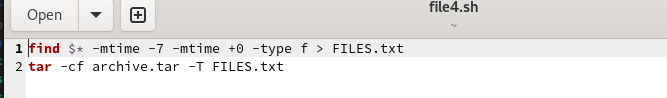 Open
file4.sh
~
1 find $* -mtime -7 -mtime +0 -type f > FILES.txt
2 tar -cf archive.tar -T FILES.txt